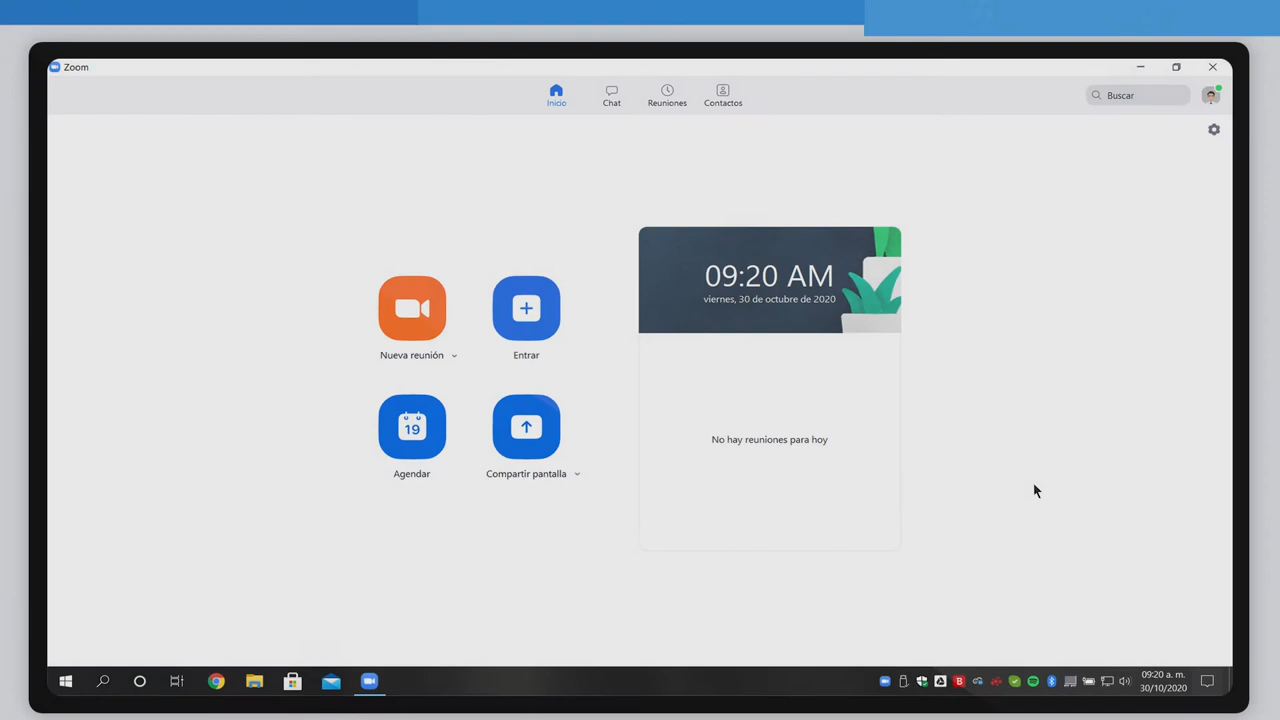 Zoom
Inicio
Chat
Reuniones
Contactos
Buscar
09:20 AM
viernes, 30 de octubre de 2020
Nueva reunión
Entrar
19
Agendar
Compartir pantalla
No hay reuniones para hoy
B
09:20 a. m.
30/10/2020